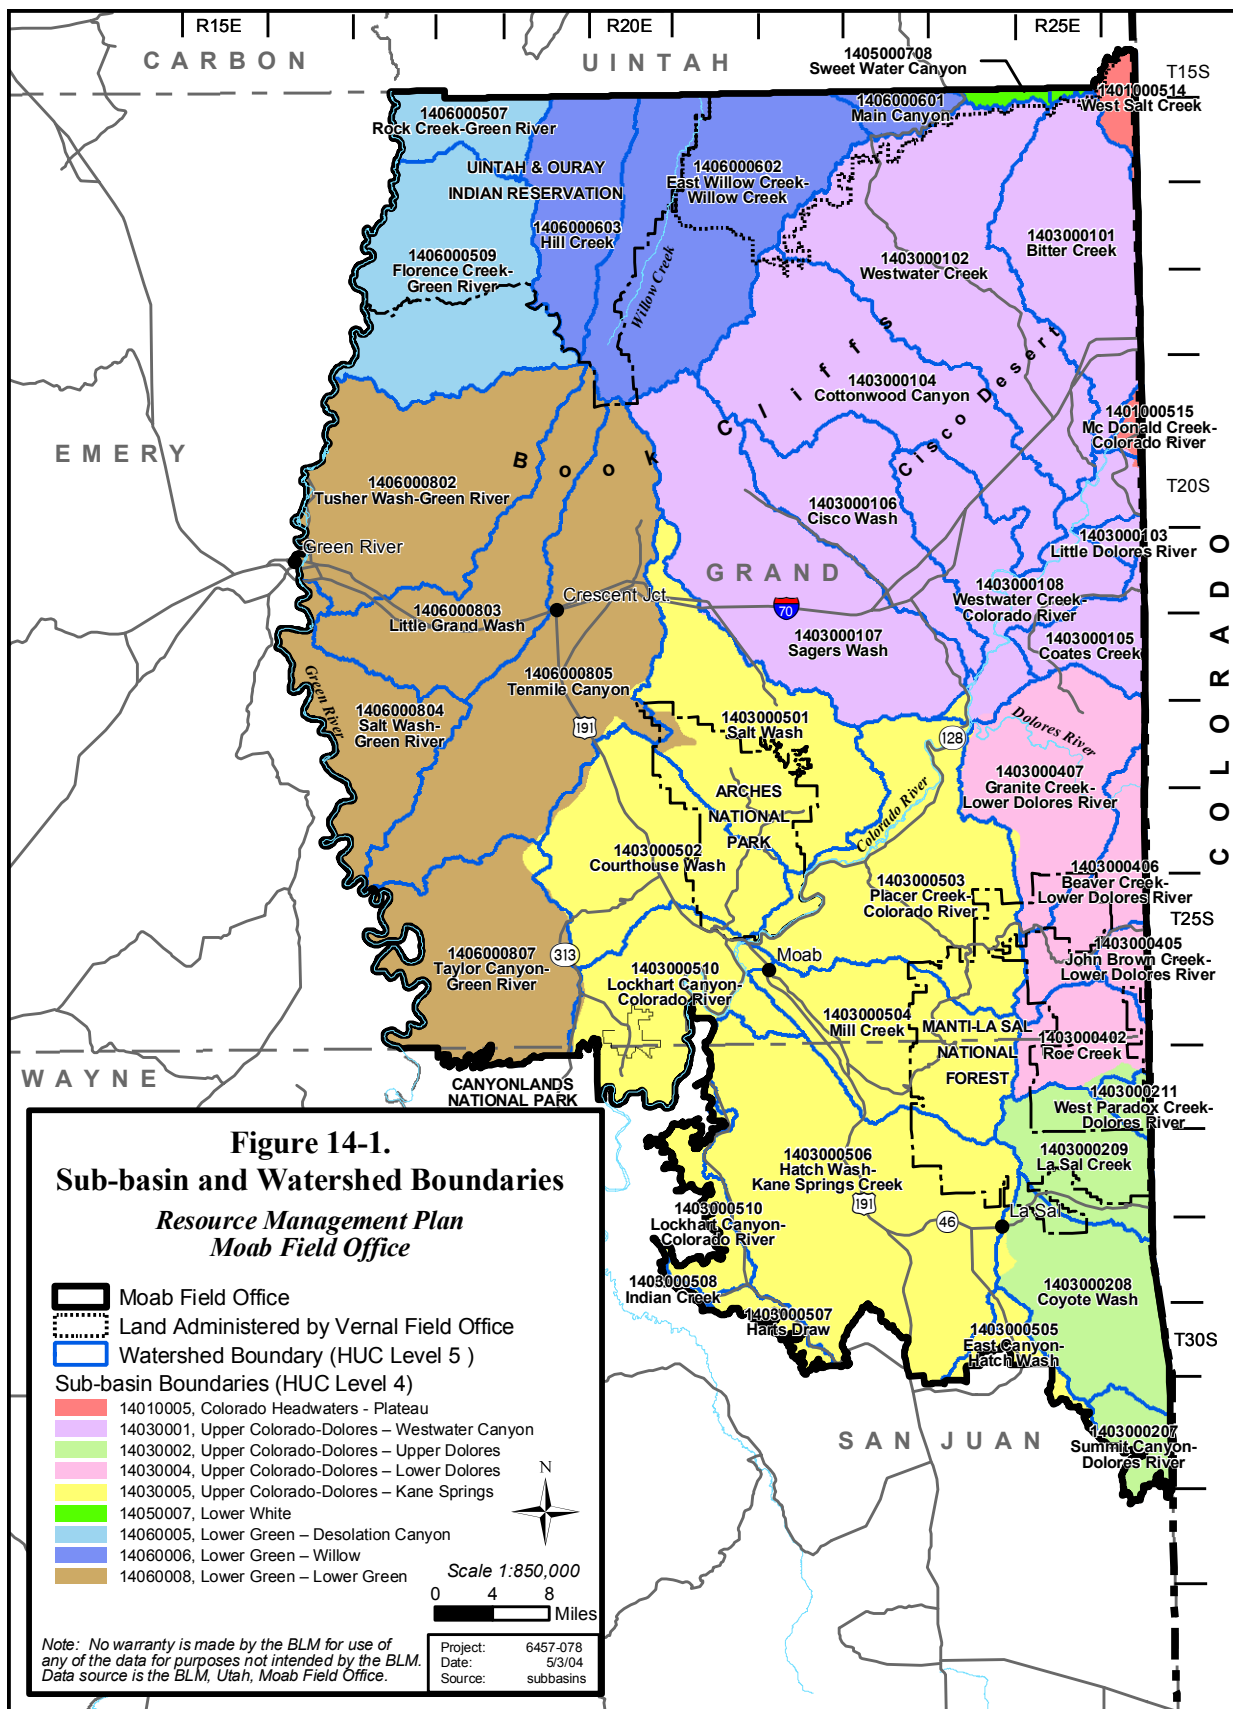 R15E
R20E
R25E
CARBON
UINTAH
1405000708
Sweet Water Canyon
T15S
1401000514
West Salt Creek
1406000507
Rock Creek-Green River
1406000601
Main Canyon
UINTAH & OURAY
INDIAN RESERVATION
1406000602
East Willow Creek-
Willow Creek
1406000603
Hill Creek
1403000101
Bitter Creek
1406000509
Florence Creek-
Green River
1403000102
Westwater Creek
Willow Creek
Book Cliffs
Cisco Desert
1403000104
Cottonwood Canyon
1401000515
Mc Donald Creek-
Colorado River
EMERY
1406000802
Tusher Wash-Green River
T20S
1403000106
Cisco Wash
1403000103
Little Dolores River
Green River
GRAND
COLORADO
1403000108
Westwater Creek-
Colorado River
Crescent Jct.
70
1406000803
Little Grand Wash
1403000107
Sagers Wash
1403000105
Coates Creek
1406000805
Tenmile Canyon
Green River
1406000804
Salt Wash-
Green River
191
1403000501
Salt Wash
128
Dolores River
1403000407
Granite Creek-
Lower Dolores River
ARCHES
NATIONAL
PARK
Colorado River
1403000502
Courthouse Wash
1403000503
Placer Creek-
Colorado River
1403000406
Beaver Creek-
Lower Dolores River
T25S
1406000807
Taylor Canyon-
Green River
313
Moab
1403000405
John Brown Creek-
Lower Dolores River
1403000510
Lockhart Canyon-
Colorado River
1403000504
Mill Creek
MANTI-LA SAL
NATIONAL
FOREST
1403000402
Roc Creek
WAYNE
CANYONLANDS
NATIONAL PARK
1403000211
West Paradox Creek-
Dolores River
1403000209
La Sal Creek
1403000506
Hatch Wash-
Kane Springs Creek
191
46
La Sal
1403000510
Lockhart Canyon-
Colorado River
1403000508
Indian Creek
1403000208
Coyote Wash
1403000507
Harts Draw
1403000505
East Canyon-
Hatch Wash
T30S
SAN JUAN
1403000207
Summit Canyon-
Dolores River
Figure 14-1.
Sub-basin and Watershed Boundaries
Resource Management Plan
Moab Field Office
Moab Field Office
Land Administered by Vernal Field Office
Watershed Boundary (HUC Level 5 )
Sub-basin Boundaries (HUC Level 4)
14010005, Colorado Headwaters - Plateau
14030001, Upper Colorado-Dolores – Westwater Canyon
14030002, Upper Colorado-Dolores – Upper Dolores
14030004, Upper Colorado-Dolores – Lower Dolores
14030005, Upper Colorado-Dolores – Kane Springs
14050007, Lower White
14060005, Lower Green – Desolation Canyon
14060006, Lower Green – Willow
14060008, Lower Green – Lower Green
N
Scale 1:850,000
0 4 8
Miles
Note: No warranty is made by the BLM for use of
any of the data for purposes not intended by the BLM.
Data source is the BLM, Utah, Moab Field Office.
Project: 6457-078
Date: 5/3/04
Source: subbasins